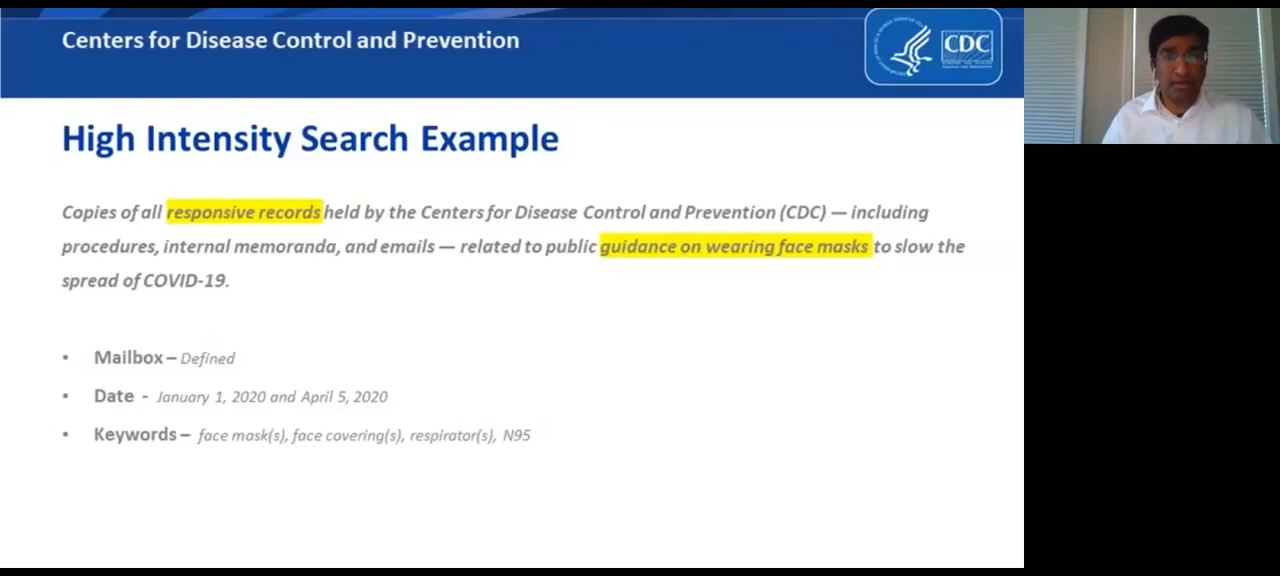 Centers for Disease Control and Prevention
CDC
High Intensity Search Example
Copies of all responsive records held by the Centers for Disease Control and Prevention (CDC) — including
procedures, internal memoranda, and emails — related to public guidance on wearing face masks to slow the
spread of COVID-19.
• Mailbox – Defined
• Date - January 1, 2020 and April 5, 2020
• Keywords – face mask(s), face covering(s), respirator(s), N95